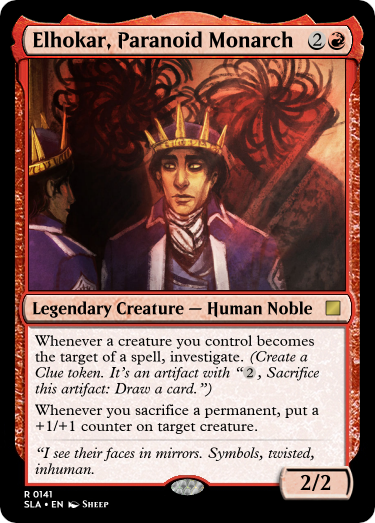 Elhokar, Paranoid Monarch 2
Legendary Creature — Human Noble
Whenever a creature you control becomes
the target of a spell, investigate. (Create a
Clue token. It's an artifact with “2, Sacrifice
this artifact: Draw a card.”)
Whenever you sacrifice a permanent, put a
+1/+1 counter on target creature.
“I see their faces in mirrors. Symbols, twisted,
inhuman.
2/2
R 0141
SLA • EN SHEEP